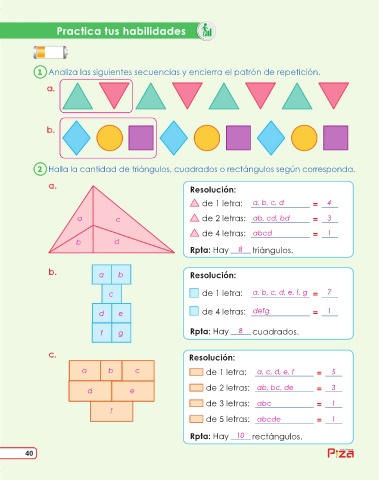 Practica tus habilidades
1 Analiza las siguientes secuencias y encierra el patrón de repetición.
a.
b.
2 Halla la cantidad de triángulos, cuadrados o rectángulos según corresponda.
a.
a c
b d
Resolución:
de 1 letra: a, b, c, d = 4
de 2 letras: ab, cd, bd = 3
de 4 letras: abcd = 1
Rpta: Hay 8 triángulos.
b.
a b
c
d e
f g
Resolución:
de 1 letra: a, b, c, d, e, f, g = 7
de 4 letras: defg = 1
Rpta: Hay 8 cuadrados.
c.
a b c
d e
f
Resolución:
de 1 letra: a, c, d, e, f = 5
de 2 letras: ab, bc, de = 3
de 3 letras: abc = 1
de 5 letras: abcde = 1
Rpta: Hay 10 rectángulos.
40